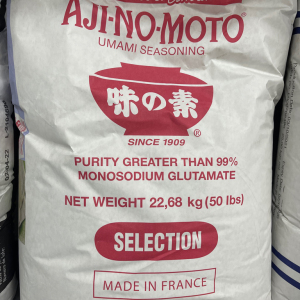 AJI-NO-MOTO®
UMAMI SEASONING
味の素
®
SINCE 1909
PURITY GREATER THAN 99%
MONOSODIUM GLUTAMATE
NET WEIGHT 22,68 kg (50 lbs)
SELECTION
MADE IN FRANCE